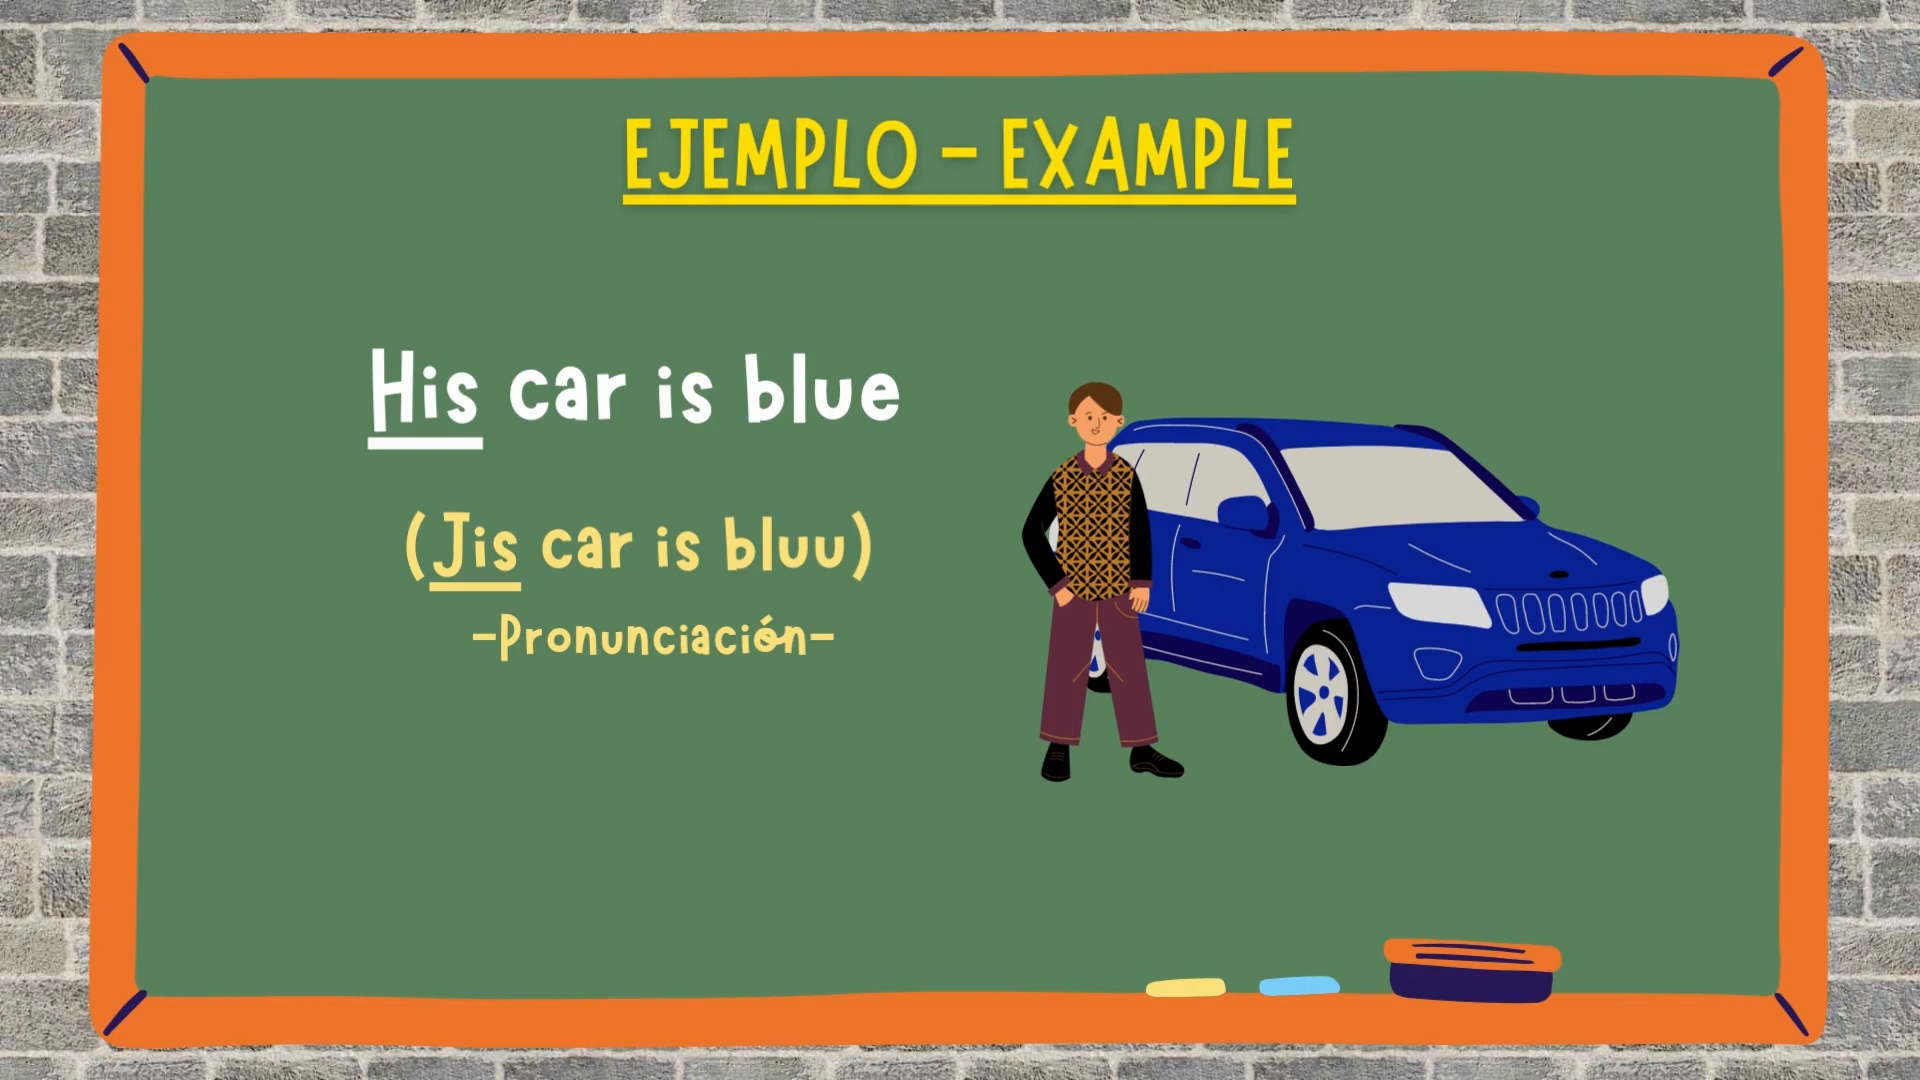 EJEMPLO - EXAMPLE
His car is blue
(Jis car is bluu)
-Pronunciación-